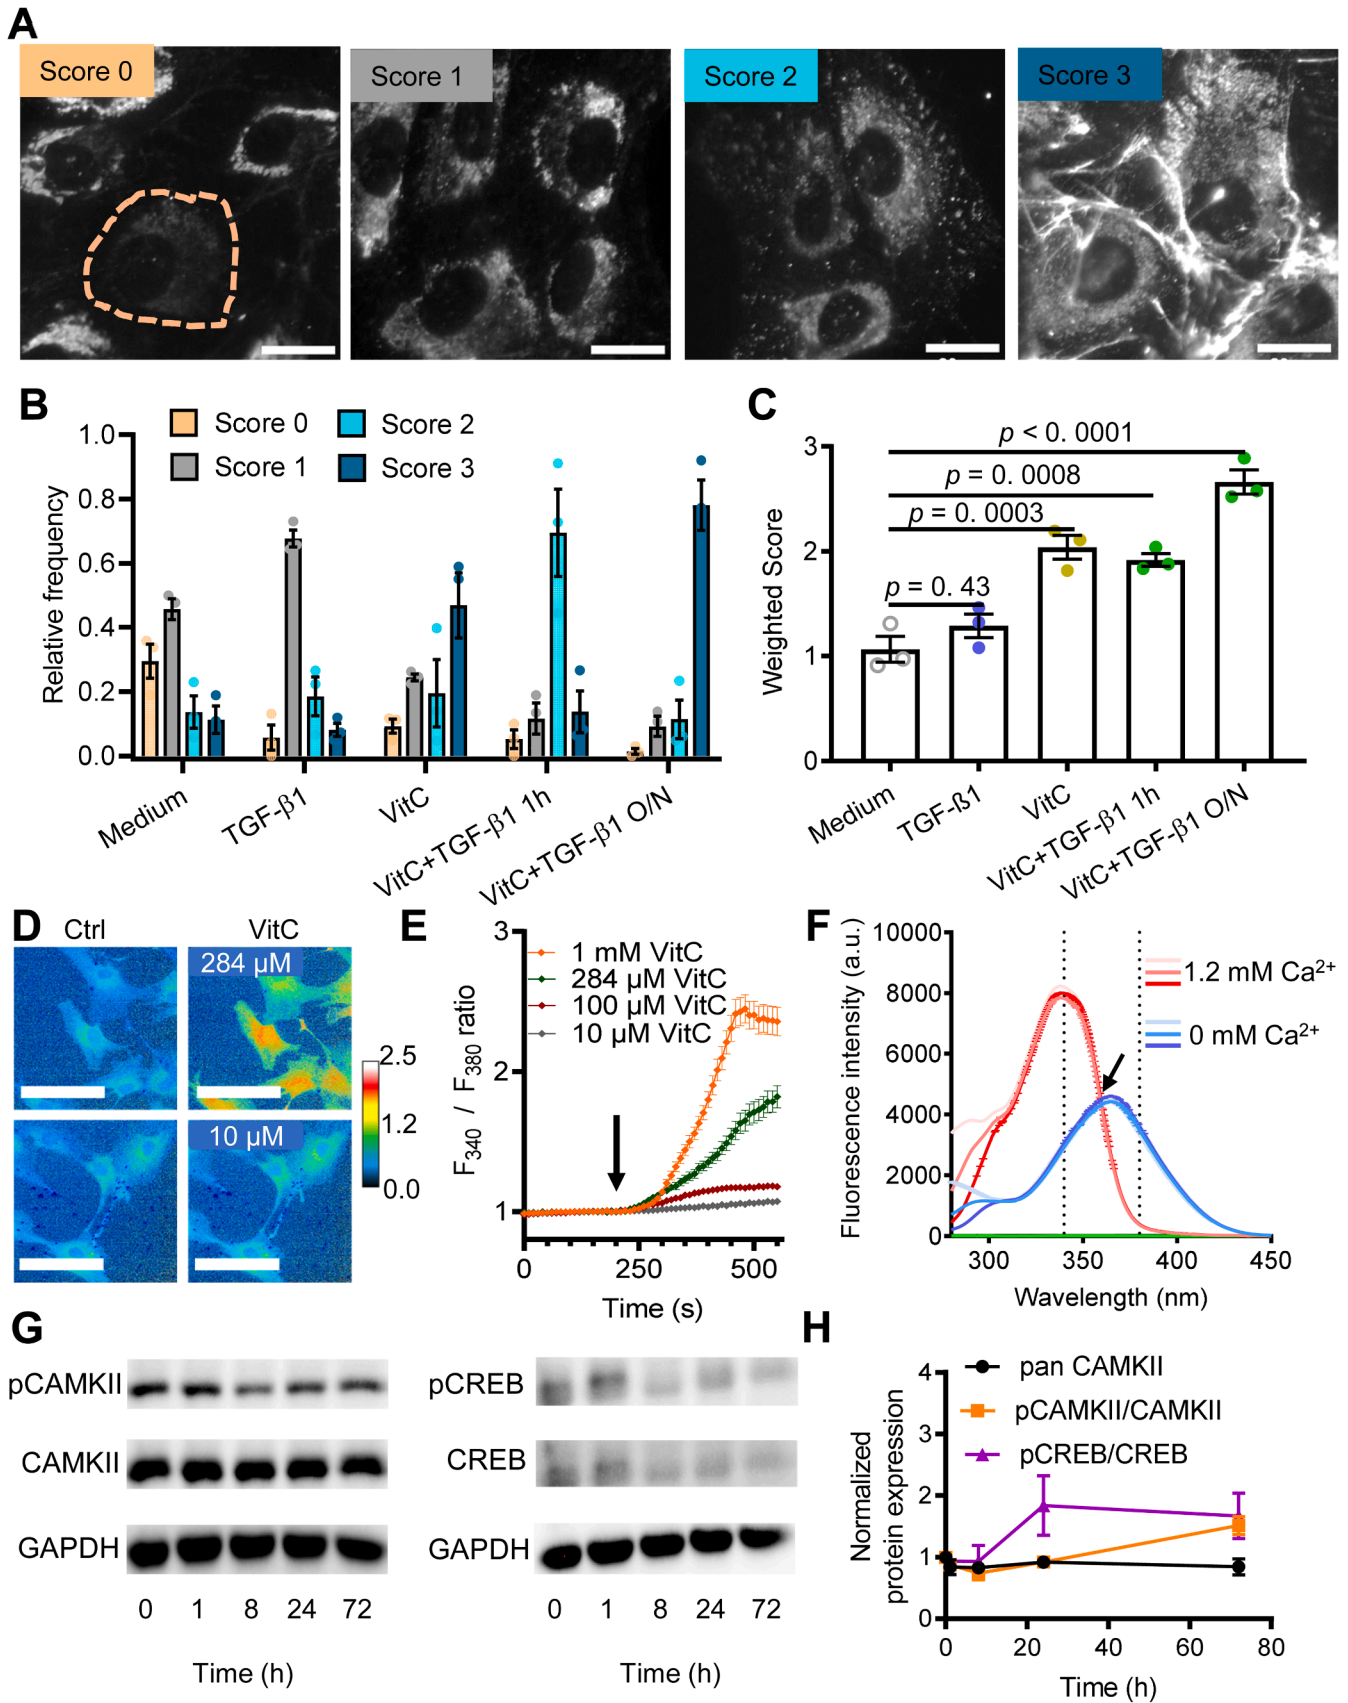 A
Score 0
Score 1
Score 2
Score 3
B
Score 0
Score 2
Score 1
Score 3
1.0
0.8
0.6
0.4
0.2
0.0
Relative frequency
Medium
TGF-β1
VitC
VitC+TGF-β1 1h
VitC+TGF-β1 O/N
C
p < 0. 0001
p = 0. 0008
p = 0. 0003
p = 0. 43
3
2
1
0
Weighted Score
Medium
TGF-ß1
VitC
VitC+TGF-β1 1h
VitC+TGF-β1 O/N
D
Ctrl
VitC
284 µM
10 µM
2.5
1.2
0.0
E
3
2
1
F340 / F380 ratio
1 mM VitC
284 µM VitC
100 µM VitC
10 µM VitC
0
250
500
Time (s)
F
10000
8000
6000
4000
2000
0
Fluorescence intensity (a.u.)
1.2 mM Ca2+
0 mM Ca2+
300
350
400
450
Wavelength (nm)
G
pCAMKII
CAMKII
GAPDH
0 1 8 24 72
Time (h)
pCREB
CREB
GAPDH
0 1 8 24 72
Time (h)
H
4
3
2
1
0
Normalized
protein expression
pan CAMKII
pCAMKII/CAMKII
pCREB/CREB
0 20 40 60 80
Time (h)